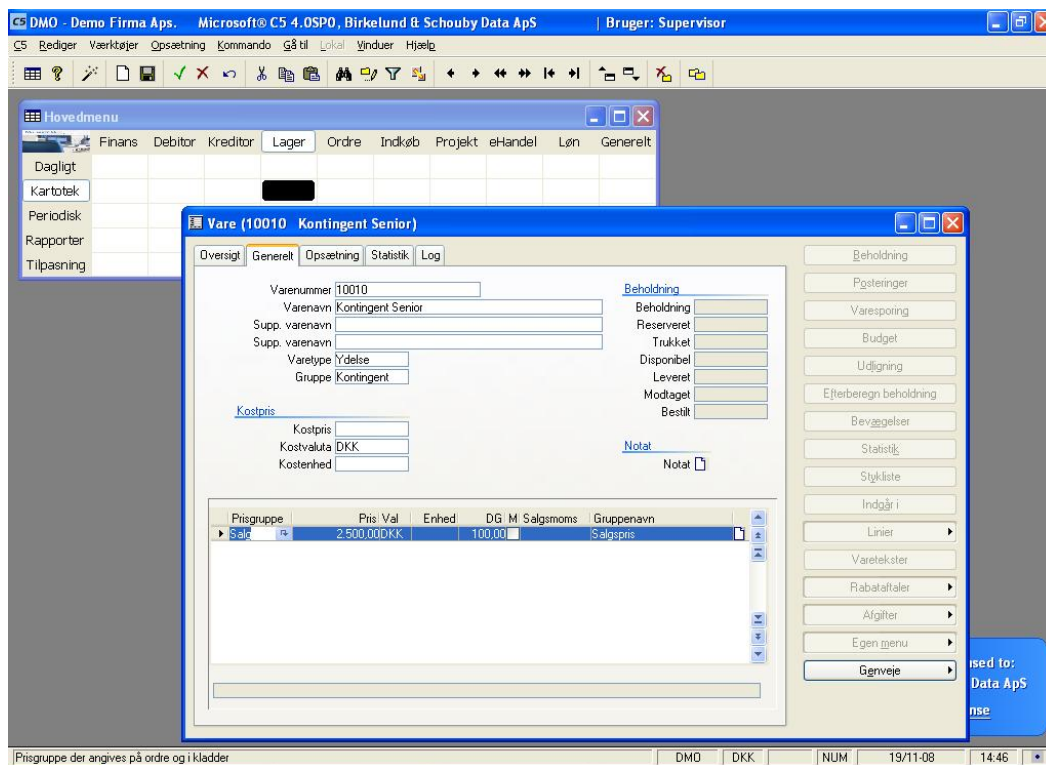 C5 DMO - Demo Firma Aps. Microsoft® C5 4.0SP0, Birkelund & Schouby Data ApS | Bruger: Supervisor
C5 Rediger Værktøjer Opsætning Kommando Gå til Lokal Vinduer Hjælp
Hovedmenu
Finans Debitor Kreditor Lager Ordre Indkøb Projekt eHandel Løn Generelt
Dagligt
Kartotek
Periodisk
Rapporter
Tilpasning
Vare (10010 Kontingent Senior)
Oversigt Generelt Opsætning Statistik Log
Varenummer 10010
Varenavn Kontingent Senior
Supp. varenavn
Supp. varenavn
Varetype Ydelse
Gruppe Kontingent
Kostpris
Kostpris
Kostvaluta DKK
Kostenhed
Beholdning
Beholdning
Reserveret
Trukket
Disponibel
Leveret
Modtaget
Bestilt
Notat
Notat
Prisgruppe Pris Val Enhed DG M Salgsmoms Gruppenavn
Salg 2.500,00 DKK 100,00 Salgspris
Beholdning
Posteringer
Varesporing
Budget
Udligning
Efterberegn beholdning
Bevægelser
Statistik
Stykliste
Indgår i
Linier
Varetekster
Rabataftaler
Afgifter
Egen menu
Genveje
sed to:
Data ApS
nse
Prisgruppe der angives på ordre og i kladder DMO DKK NUM 19/11-08 14:46